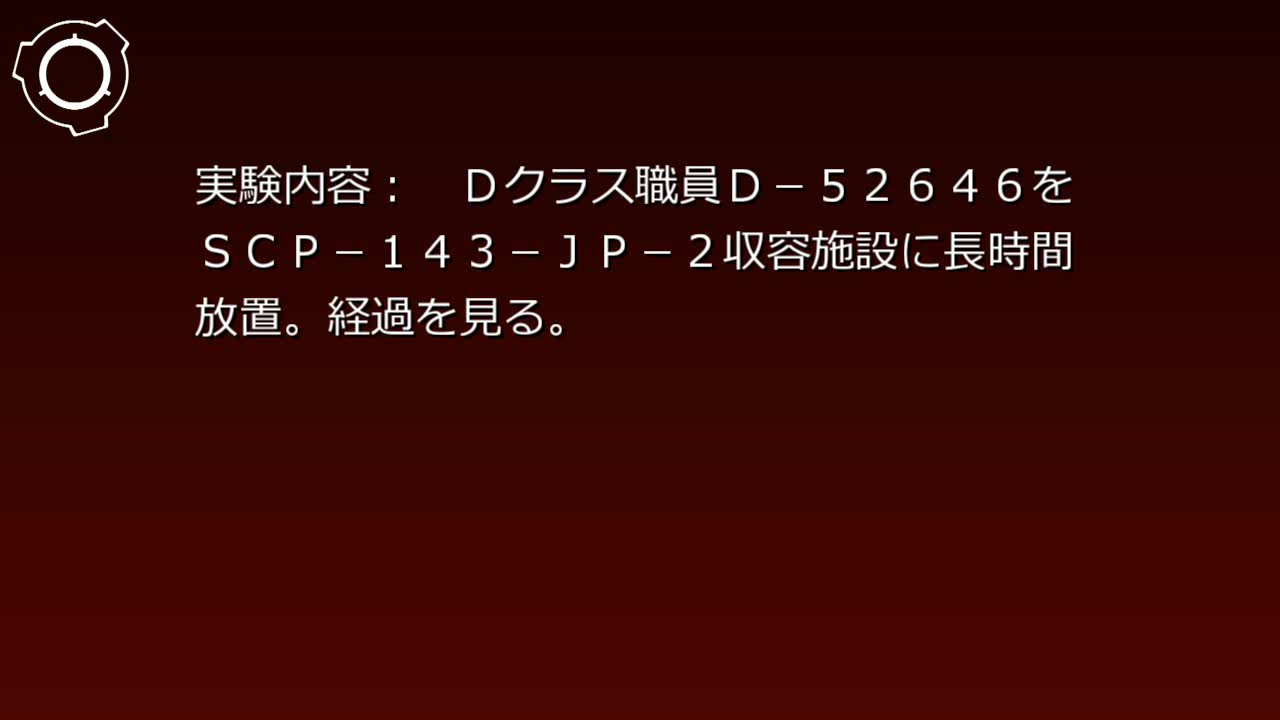 実験内容：　Ｄクラス職員Ｄ－５２６４６を
ＳＣＰ－１４３－ＪＰ－２収容施設に長時間
放置。経過を見る。